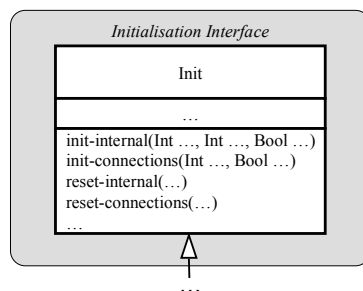 Initialisation Interface
Init
…
init-internal(Int …, Int …, Bool …)
init-connections(Int …, Bool …)
reset-internal(…)
reset-connections(…)
…
…